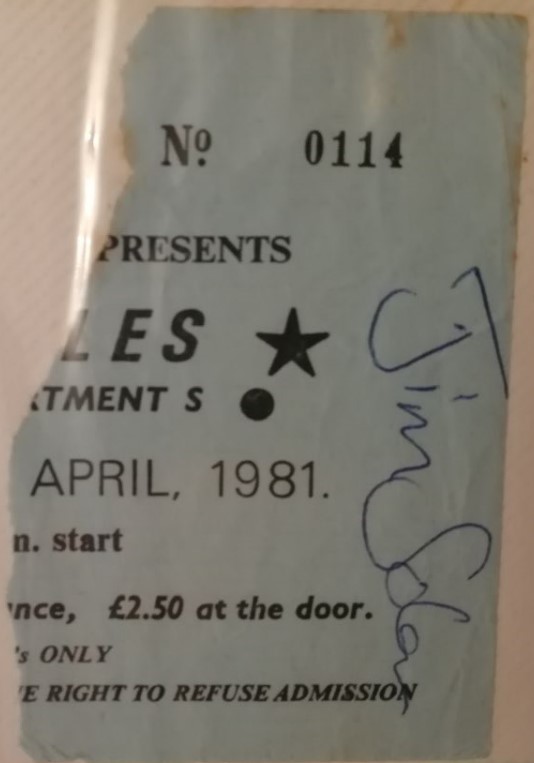 Nº 0114
PRESENTS
LES ★
TMENT S ●
APRIL, 1981.
n. start
nce, £2.50 at the door.
's ONLY
E RIGHT TO REFUSE ADMISSION
Jim